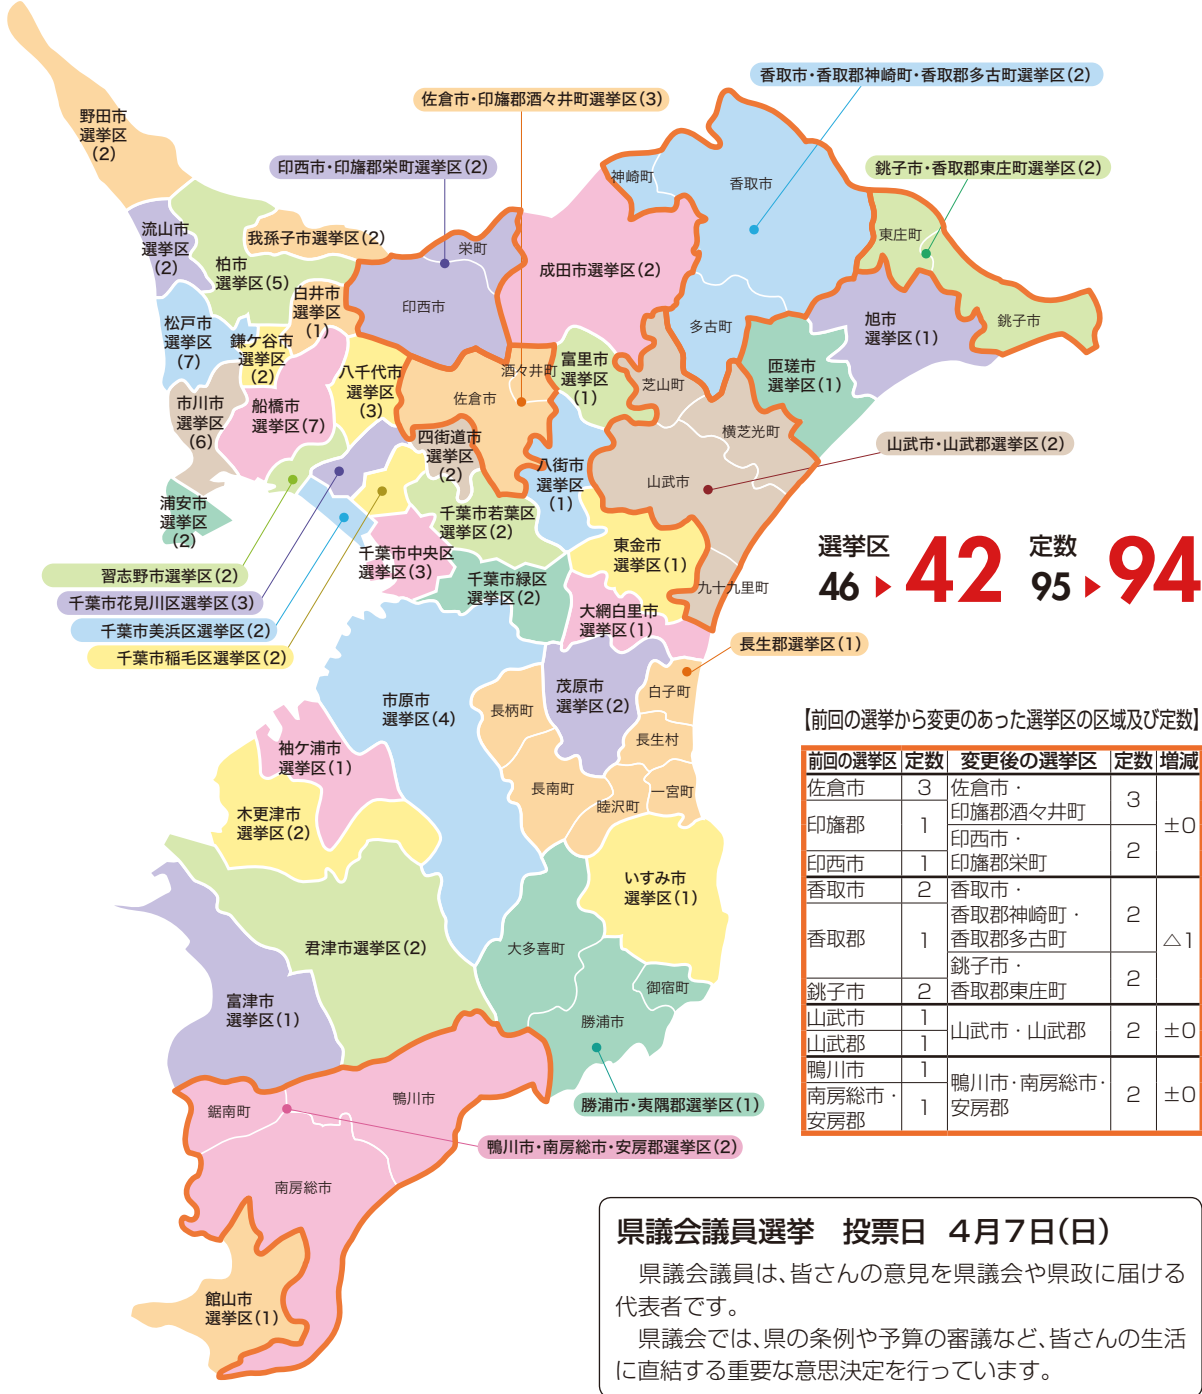 香取市・香取郡神崎町・香取郡多古町選挙区(2)
佐倉市・印旛郡酒々井町選挙区(3)
野田市
選挙区
(2)
印西市・印旛郡栄町選挙区(2)
銚子市・香取郡東庄町選挙区(2)
神崎町
香取市
流山市
選挙区
(2)
我孫子市選挙区(2)
栄町
東庄町
柏市
選挙区(5)
成田市選挙区(2)
白井市
選挙区
(1)
印西市
松戸市
選挙区
(7)
鎌ケ谷市
選挙区
(2)
多古町
旭市
選挙区(1)
銚子市
八千代市
選挙区
(3)
酒々井町
富里市
選挙区
(1)
匝瑳市
選挙区(1)
芝山町
市川市
選挙区
(6)
船橋市
選挙区(7)
佐倉市
四街道市
選挙区
(2)
横芝光町
山武市・山武郡選挙区(2)
八街市
選挙区
(1)
山武市
浦安市
選挙区
(2)
千葉市若葉区
選挙区(2)
千葉市中央区
選挙区(3)
東金市
選挙区(1)
選挙区
46 ▶ 42
定数
95 ▶ 94
習志野市選挙区(2)
千葉市花見川区選挙区(3)
千葉市美浜区選挙区(2)
千葉市稲毛区選挙区(2)
千葉市緑区
選挙区(2)
九十九里町
大網白里市
選挙区(1)
長生郡選挙区(1)
市原市
選挙区(4)
茂原市
選挙区(2)
白子町
長柄町
長生村
袖ケ浦市
選挙区(1)
長南町
睦沢町
一宮町
木更津市
選挙区(2)
いすみ市
選挙区(1)
君津市選挙区(2)
大多喜町
御宿町
富津市
選挙区(1)
勝浦市
勝浦市・夷隅郡選挙区(1)
鋸南町
鴨川市
鴨川市・南房総市・安房郡選挙区(2)
南房総市
館山市
選挙区(1)
【前回の選挙から変更のあった選挙区の区域及び定数】
前回の選挙区 定数 変更後の選挙区 定数 増減
佐倉市 3 佐倉市・
印旛郡酒々井町 3 ±0
印旛郡 1
印西市・
印旛郡栄町 2
印西市 1
香取市 2 香取市・
香取郡神崎町・
香取郡多古町 2 △1
香取郡 1
銚子市・
香取郡東庄町 2
銚子市 2
山武市 1 山武市・山武郡 2 ±0
山武郡 1
鴨川市 1 鴨川市・南房総市・
安房郡 2 ±0
南房総市・
安房郡 1
県議会議員選挙 投票日 4月7日(日)
県議会議員は、皆さんの意見を県議会や県政に届ける
代表者です。
県議会では、県の条例や予算の審議など、皆さんの生活
に直結する重要な意思決定を行っています。